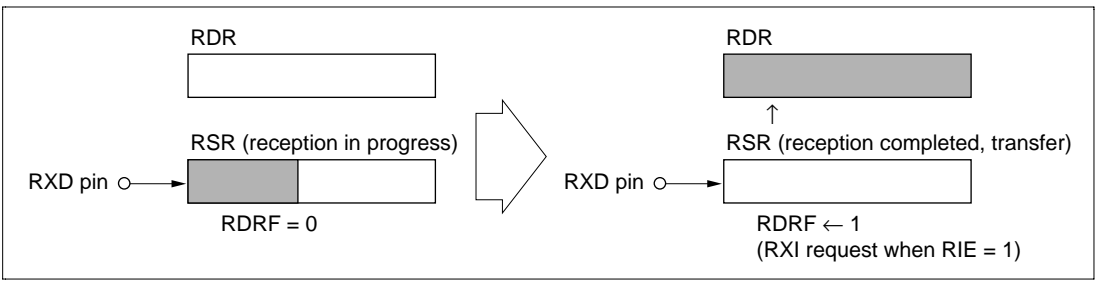 RDR
RSR (reception in progress)
RXD pin
RDRF = 0
RDR
↑
RSR (reception completed, transfer)
RXD pin
RDRF ← 1
(RXI request when RIE = 1)